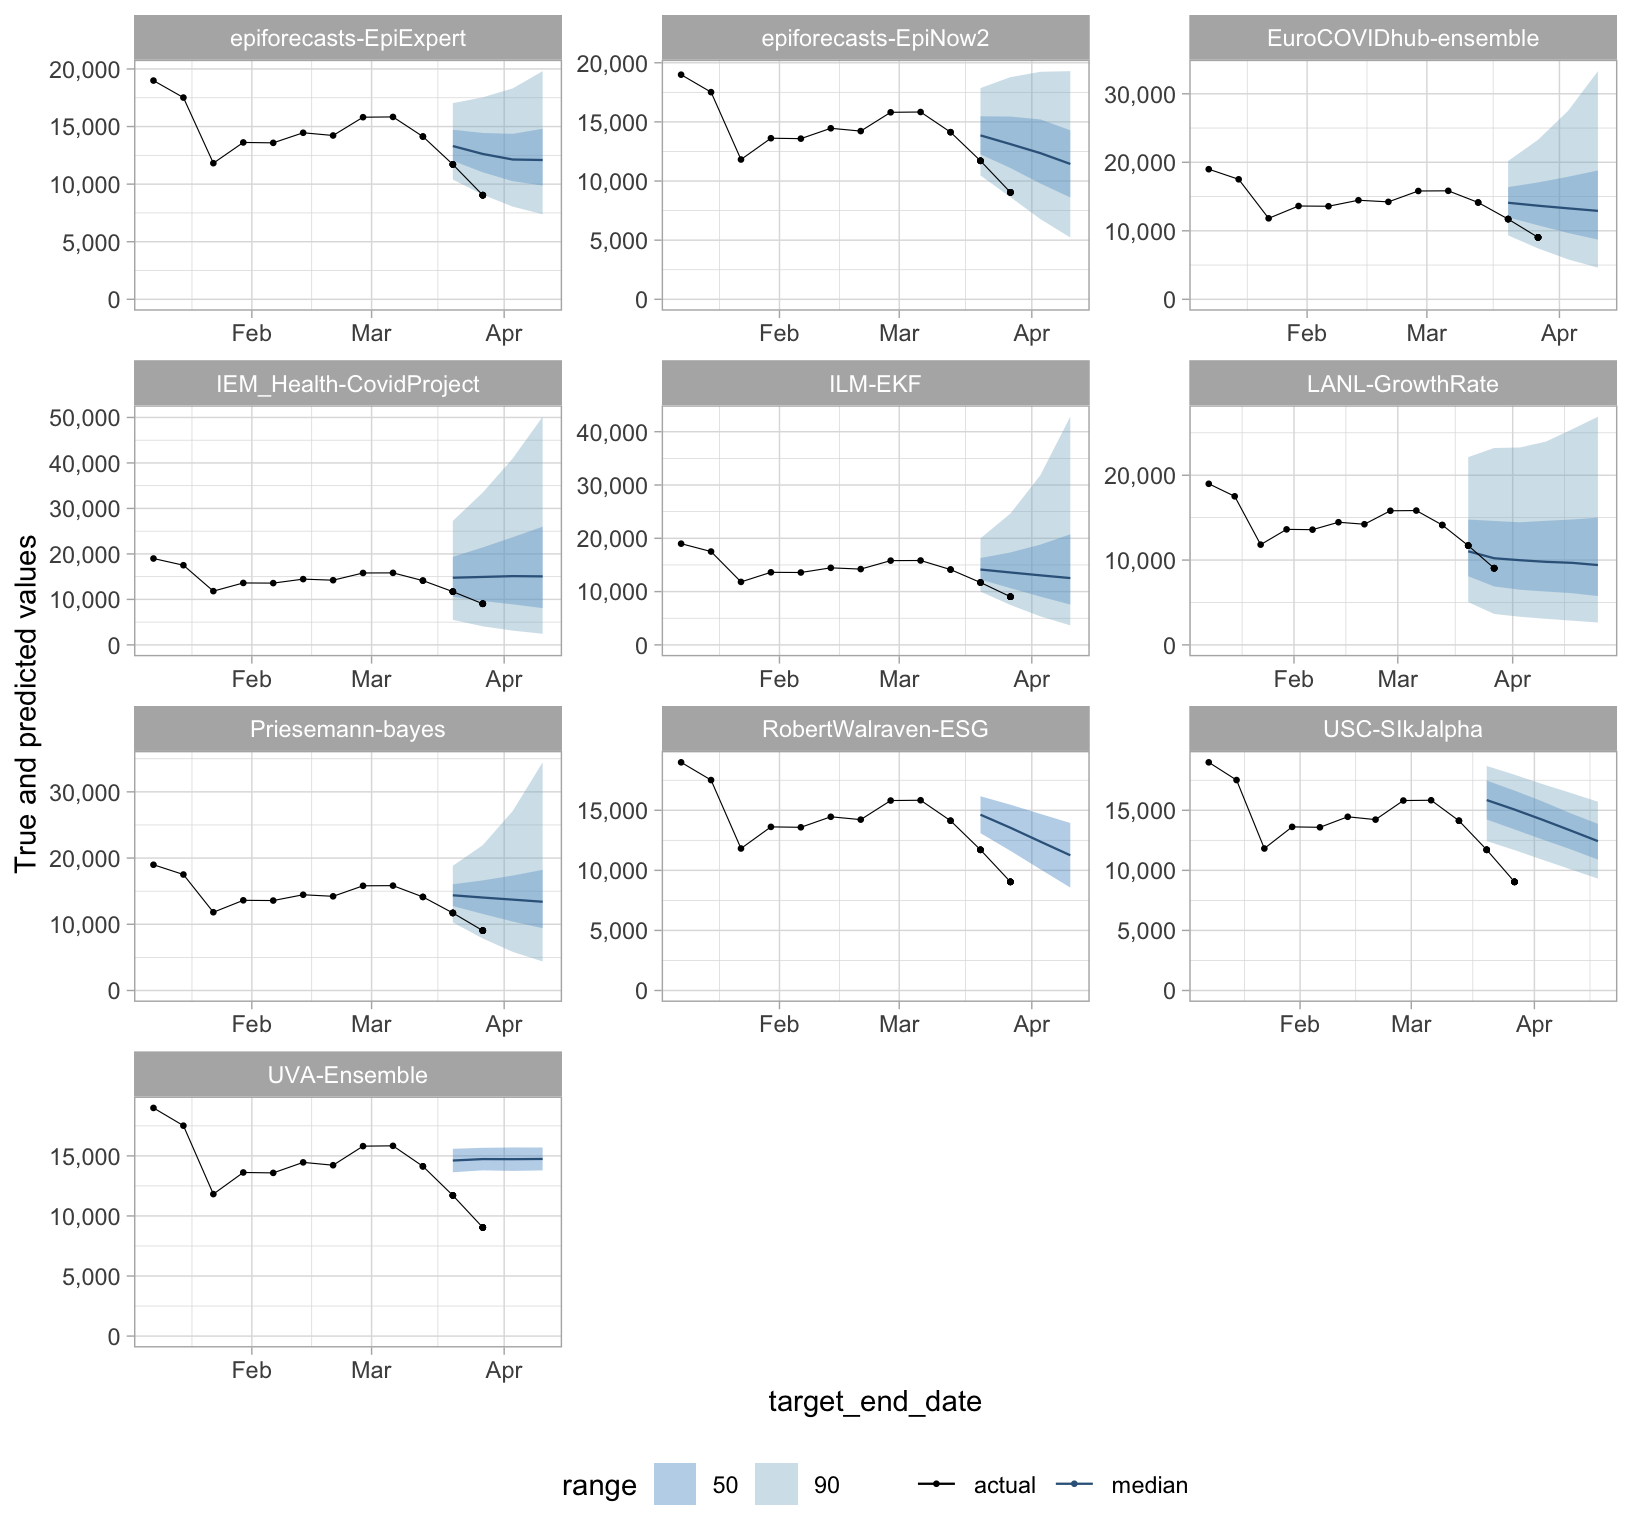 epiforecasts-EpiExpert
epiforecasts-EpiNow2
EuroCOVIDhub-ensemble
20,000
15,000
10,000
5,000
0
Feb Mar Apr
20,000
15,000
10,000
5,000
0
Feb Mar Apr
30,000
20,000
10,000
0
Feb Mar Apr
IEM_Health-CovidProject
ILM-EKF
LANL-GrowthRate
50,000
40,000
30,000
20,000
10,000
0
Feb Mar Apr
40,000
30,000
20,000
10,000
0
Feb Mar Apr
20,000
10,000
0
Feb Mar Apr
Priesemann-bayes
RobertWalraven-ESG
USC-SIkJalpha
30,000
20,000
10,000
0
Feb Mar Apr
15,000
10,000
5,000
0
Feb Mar Apr
15,000
10,000
5,000
0
Feb Mar Apr
UVA-Ensemble
15,000
10,000
5,000
0
Feb Mar Apr
True and predicted values
target_end_date
range 50 90 actual median